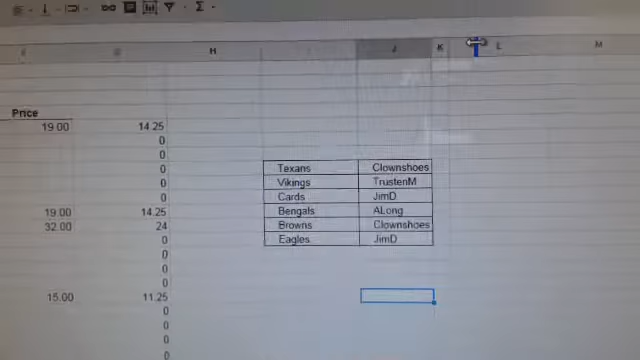 H J K L M
Price
19.00 14.25
0
0
0 Texans Clownshoes
0 Vikings TrustenM
0 Cards JimD
19.00 14.25 Bengals ALong
32.00 24 Browns Clownshoes
0 Eagles JimD
0
0
0
15.00 11.25
0
0
0
0